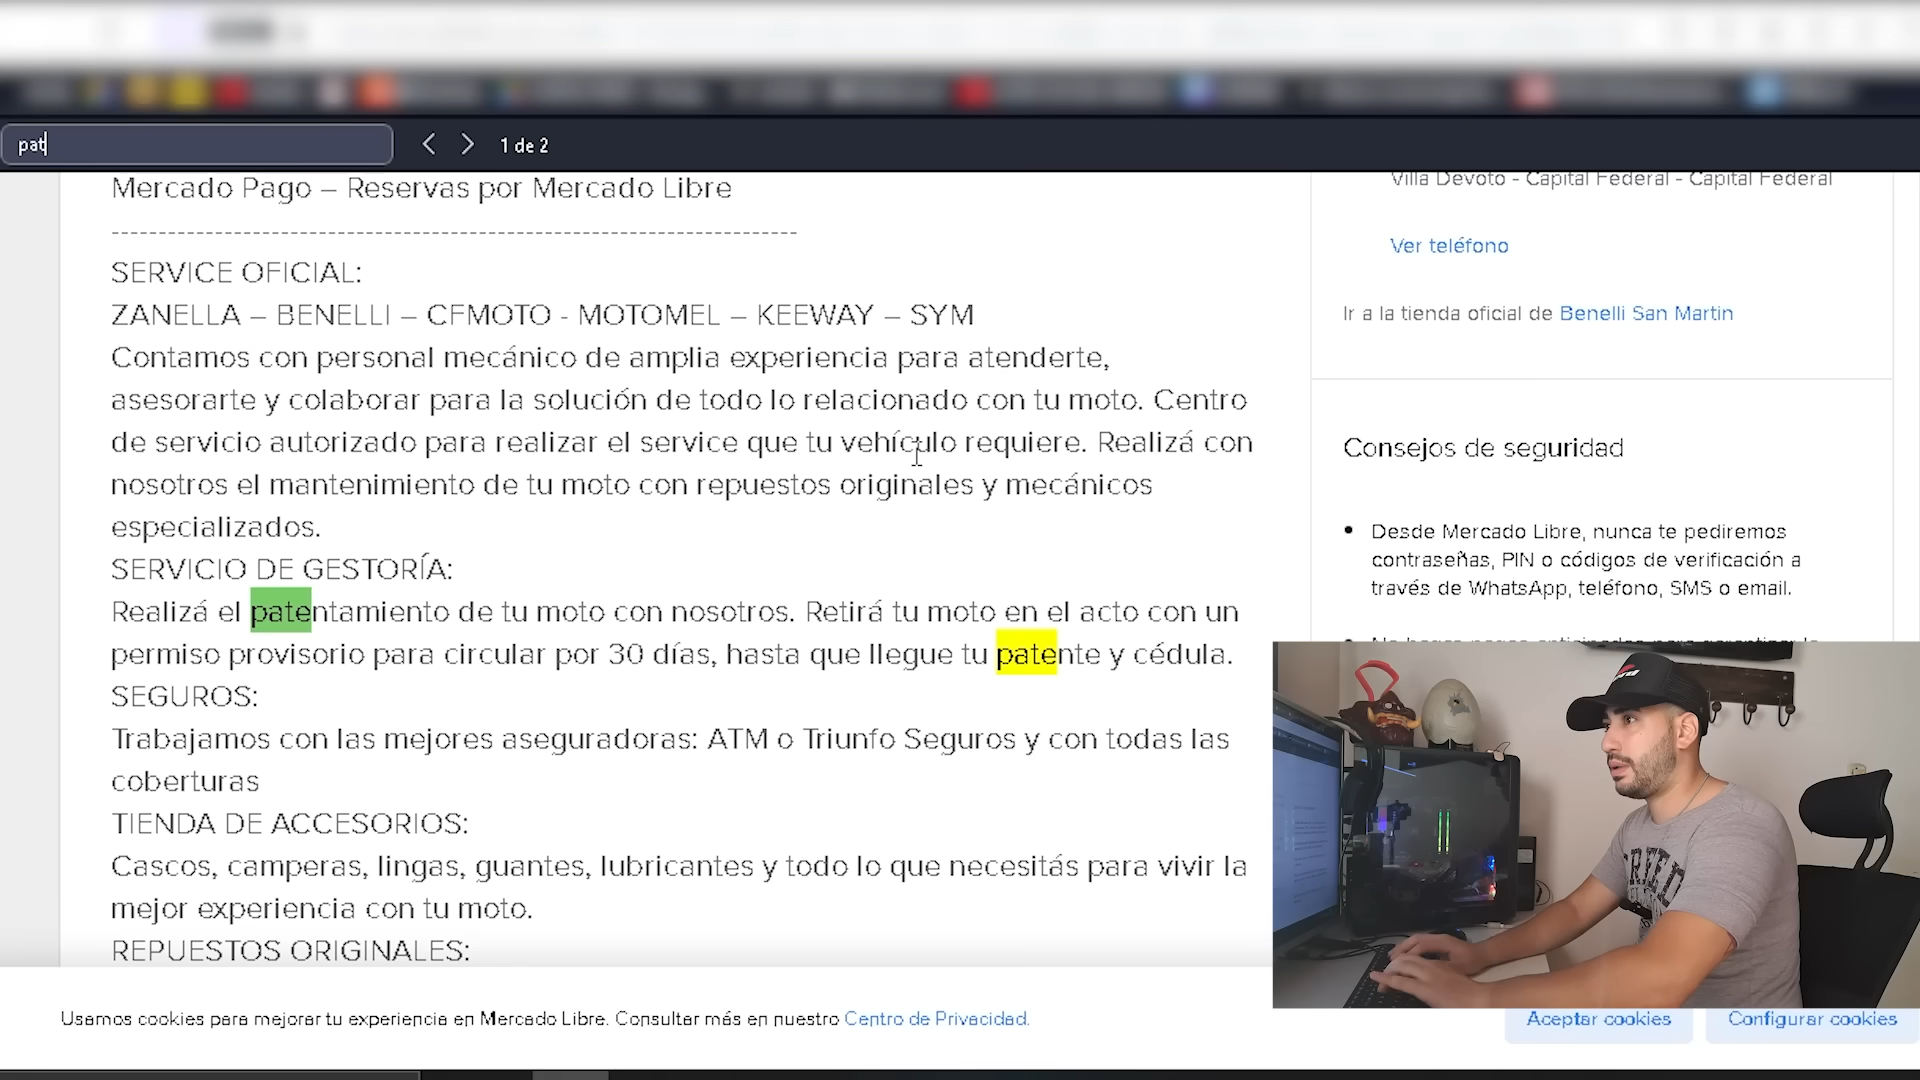 pat
1 de 2
Mercado Pago – Reservas por Mercado Libre
----------------------------------------------------------------------
SERVICE OFICIAL:
ZANELLA – BENELLI – CFMOTO - MOTOMEL – KEEWAY – SYM
Contamos con personal mecánico de amplia experiencia para atenderte,
asesorarte y colaborar para la solución de todo lo relacionado con tu moto. Centro
de servicio autorizado para realizar el service que tu vehículo requiere. Realizá con
nosotros el mantenimiento de tu moto con repuestos originales y mecánicos
especializados.
SERVICIO DE GESTORÍA:
Realizá el patentamiento de tu moto con nosotros. Retirá tu moto en el acto con un
permiso provisorio para circular por 30 días, hasta que llegue tu patente y cédula.
SEGUROS:
Trabajamos con las mejores aseguradoras: ATM o Triunfo Seguros y con todas las
coberturas
TIENDA DE ACCESORIOS:
Cascos, camperas, lingas, guantes, lubricantes y todo lo que necesitás para vivir la
mejor experiencia con tu moto.
REPUESTOS ORIGINALES:
Villa Devoto - Capital Federal - Capital Federal
Ver teléfono
Ir a la tienda oficial de Benelli San Martin
Consejos de seguridad
• Desde Mercado Libre, nunca te pediremos
contraseñas, PIN o códigos de verificación a
través de WhatsApp, teléfono, SMS o email.
Usamos cookies para mejorar tu experiencia en Mercado Libre. Consultar más en nuestro Centro de Privacidad.
Aceptar cookies
Configurar cookies